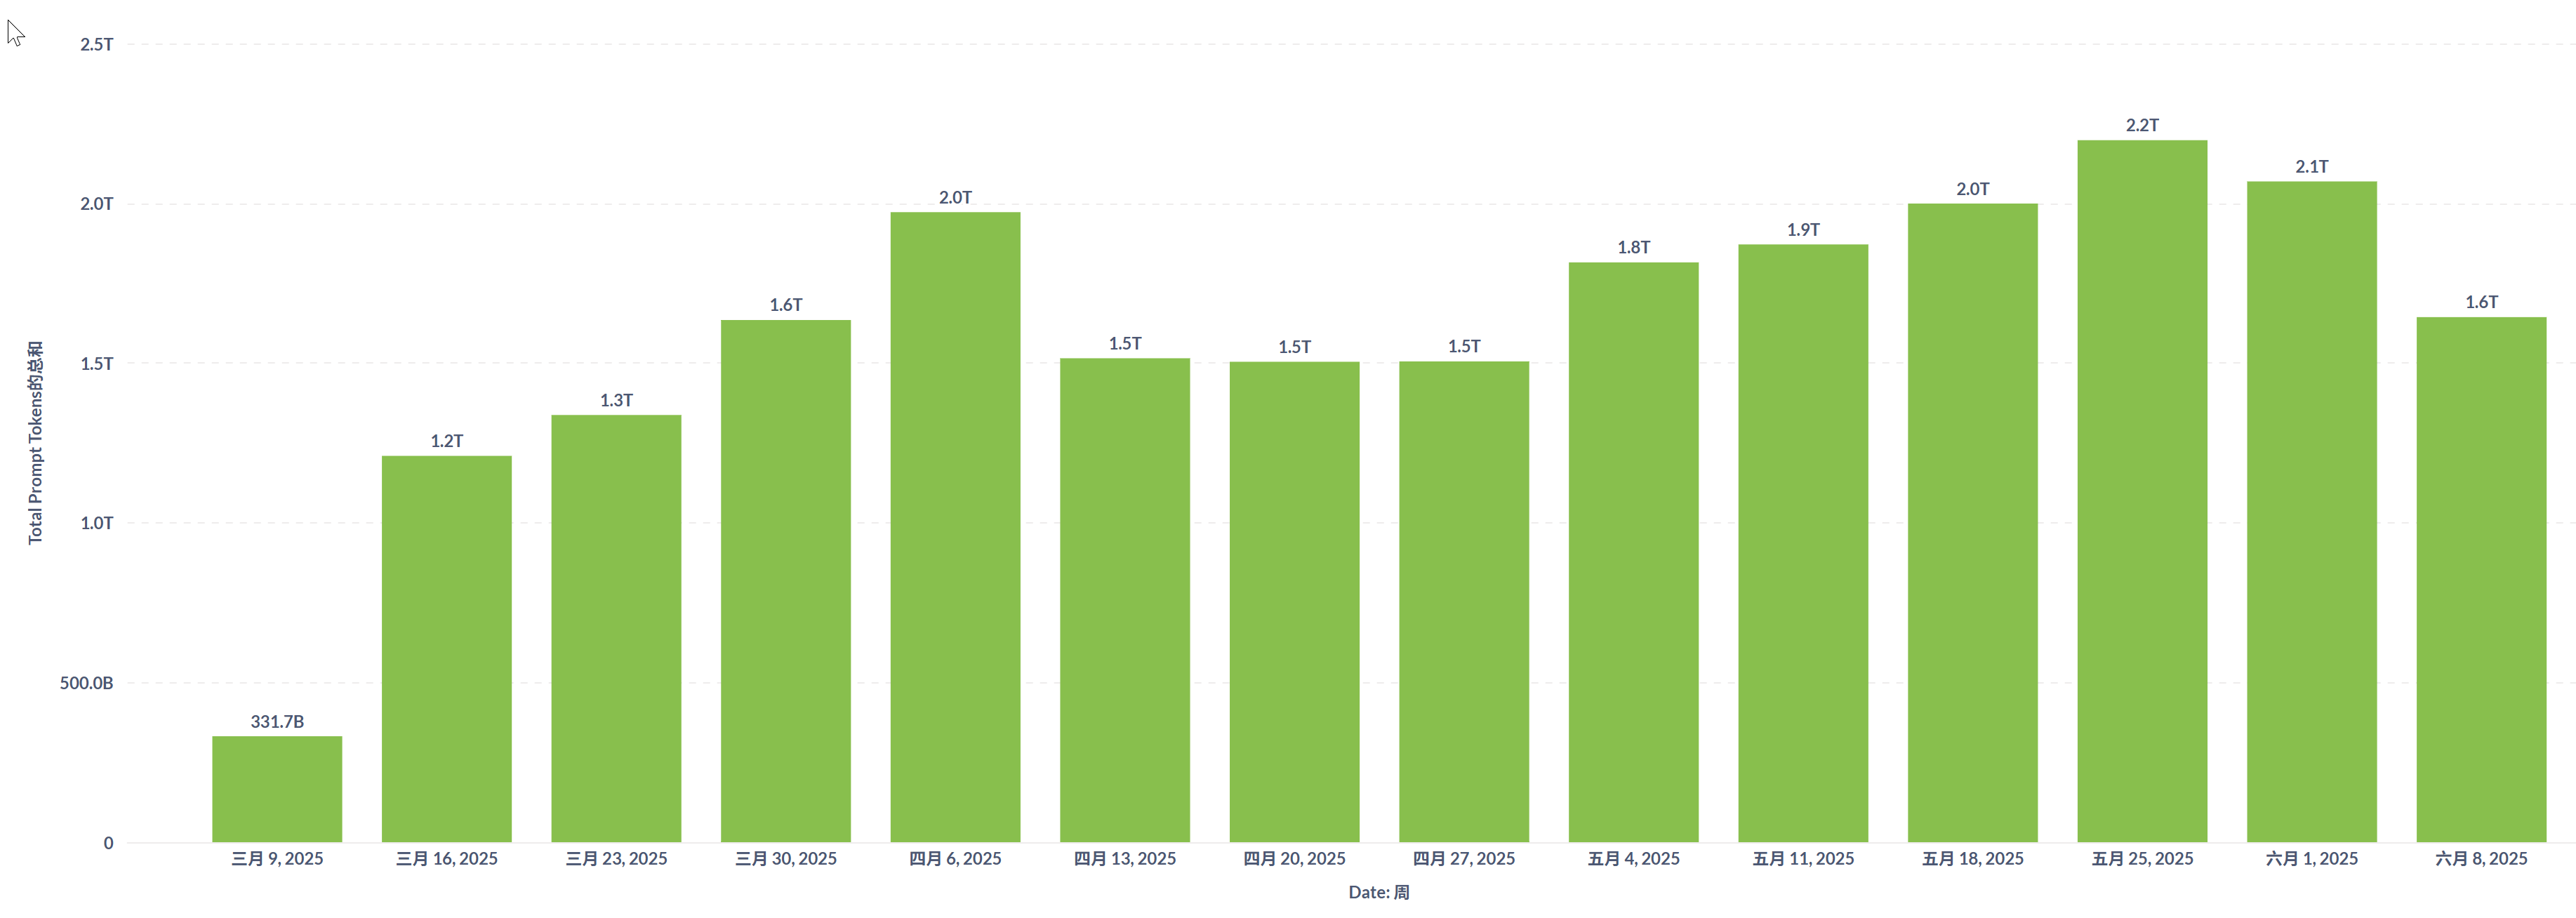 2.5T
2.0T
1.5T
1.0T
500.0B
0
Total Prompt Tokens的总和
331.7B
1.2T
1.3T
1.6T
2.0T
1.5T
1.5T
1.5T
1.8T
1.9T
2.0T
2.2T
2.1T
1.6T
三月 9, 2025
三月 16, 2025
三月 23, 2025
三月 30, 2025
四月 6, 2025
四月 13, 2025
四月 20, 2025
四月 27, 2025
五月 4, 2025
五月 11, 2025
五月 18, 2025
五月 25, 2025
六月 1, 2025
六月 8, 2025
Date: 周